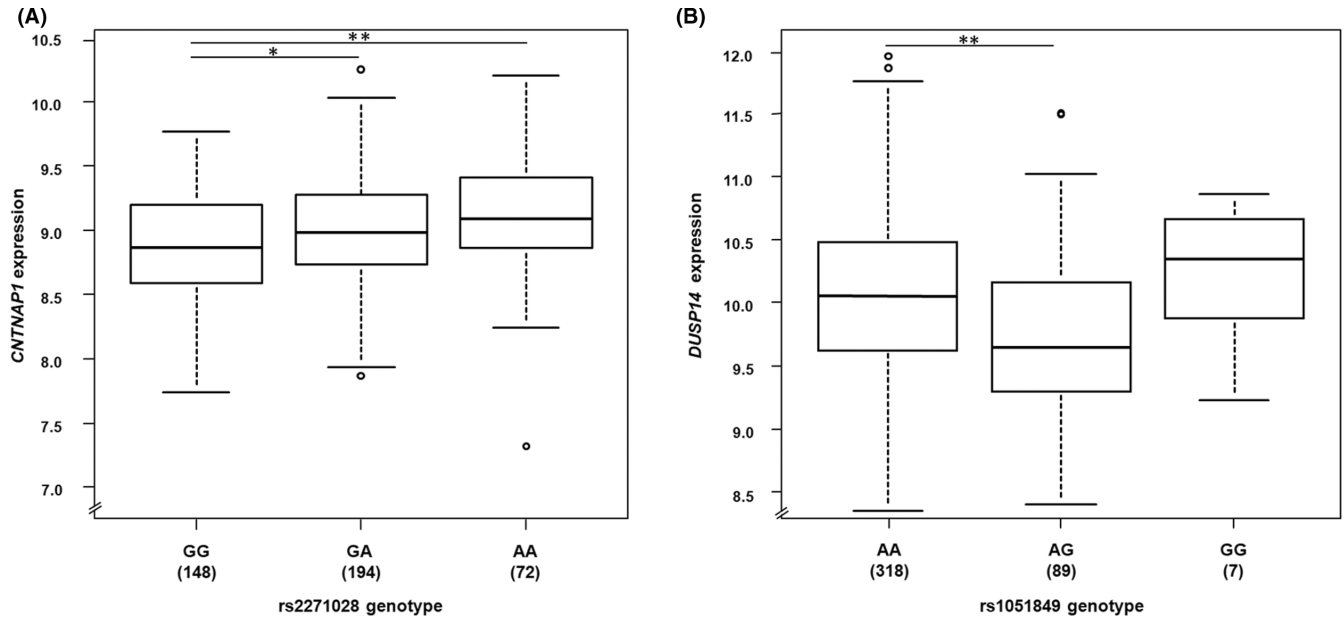 (A)
**
*
10.5
10.0
9.5
9.0
8.5
8.0
7.5
7.0
CNTNAP1 expression
GG GA AA
(148) (194) (72)
rs2271028 genotype
(B)
**
12.0
11.5
11.0
10.5
10.0
9.5
9.0
8.5
DUSP14 expression
AA AG GG
(318) (89) (7)
rs1051849 genotype